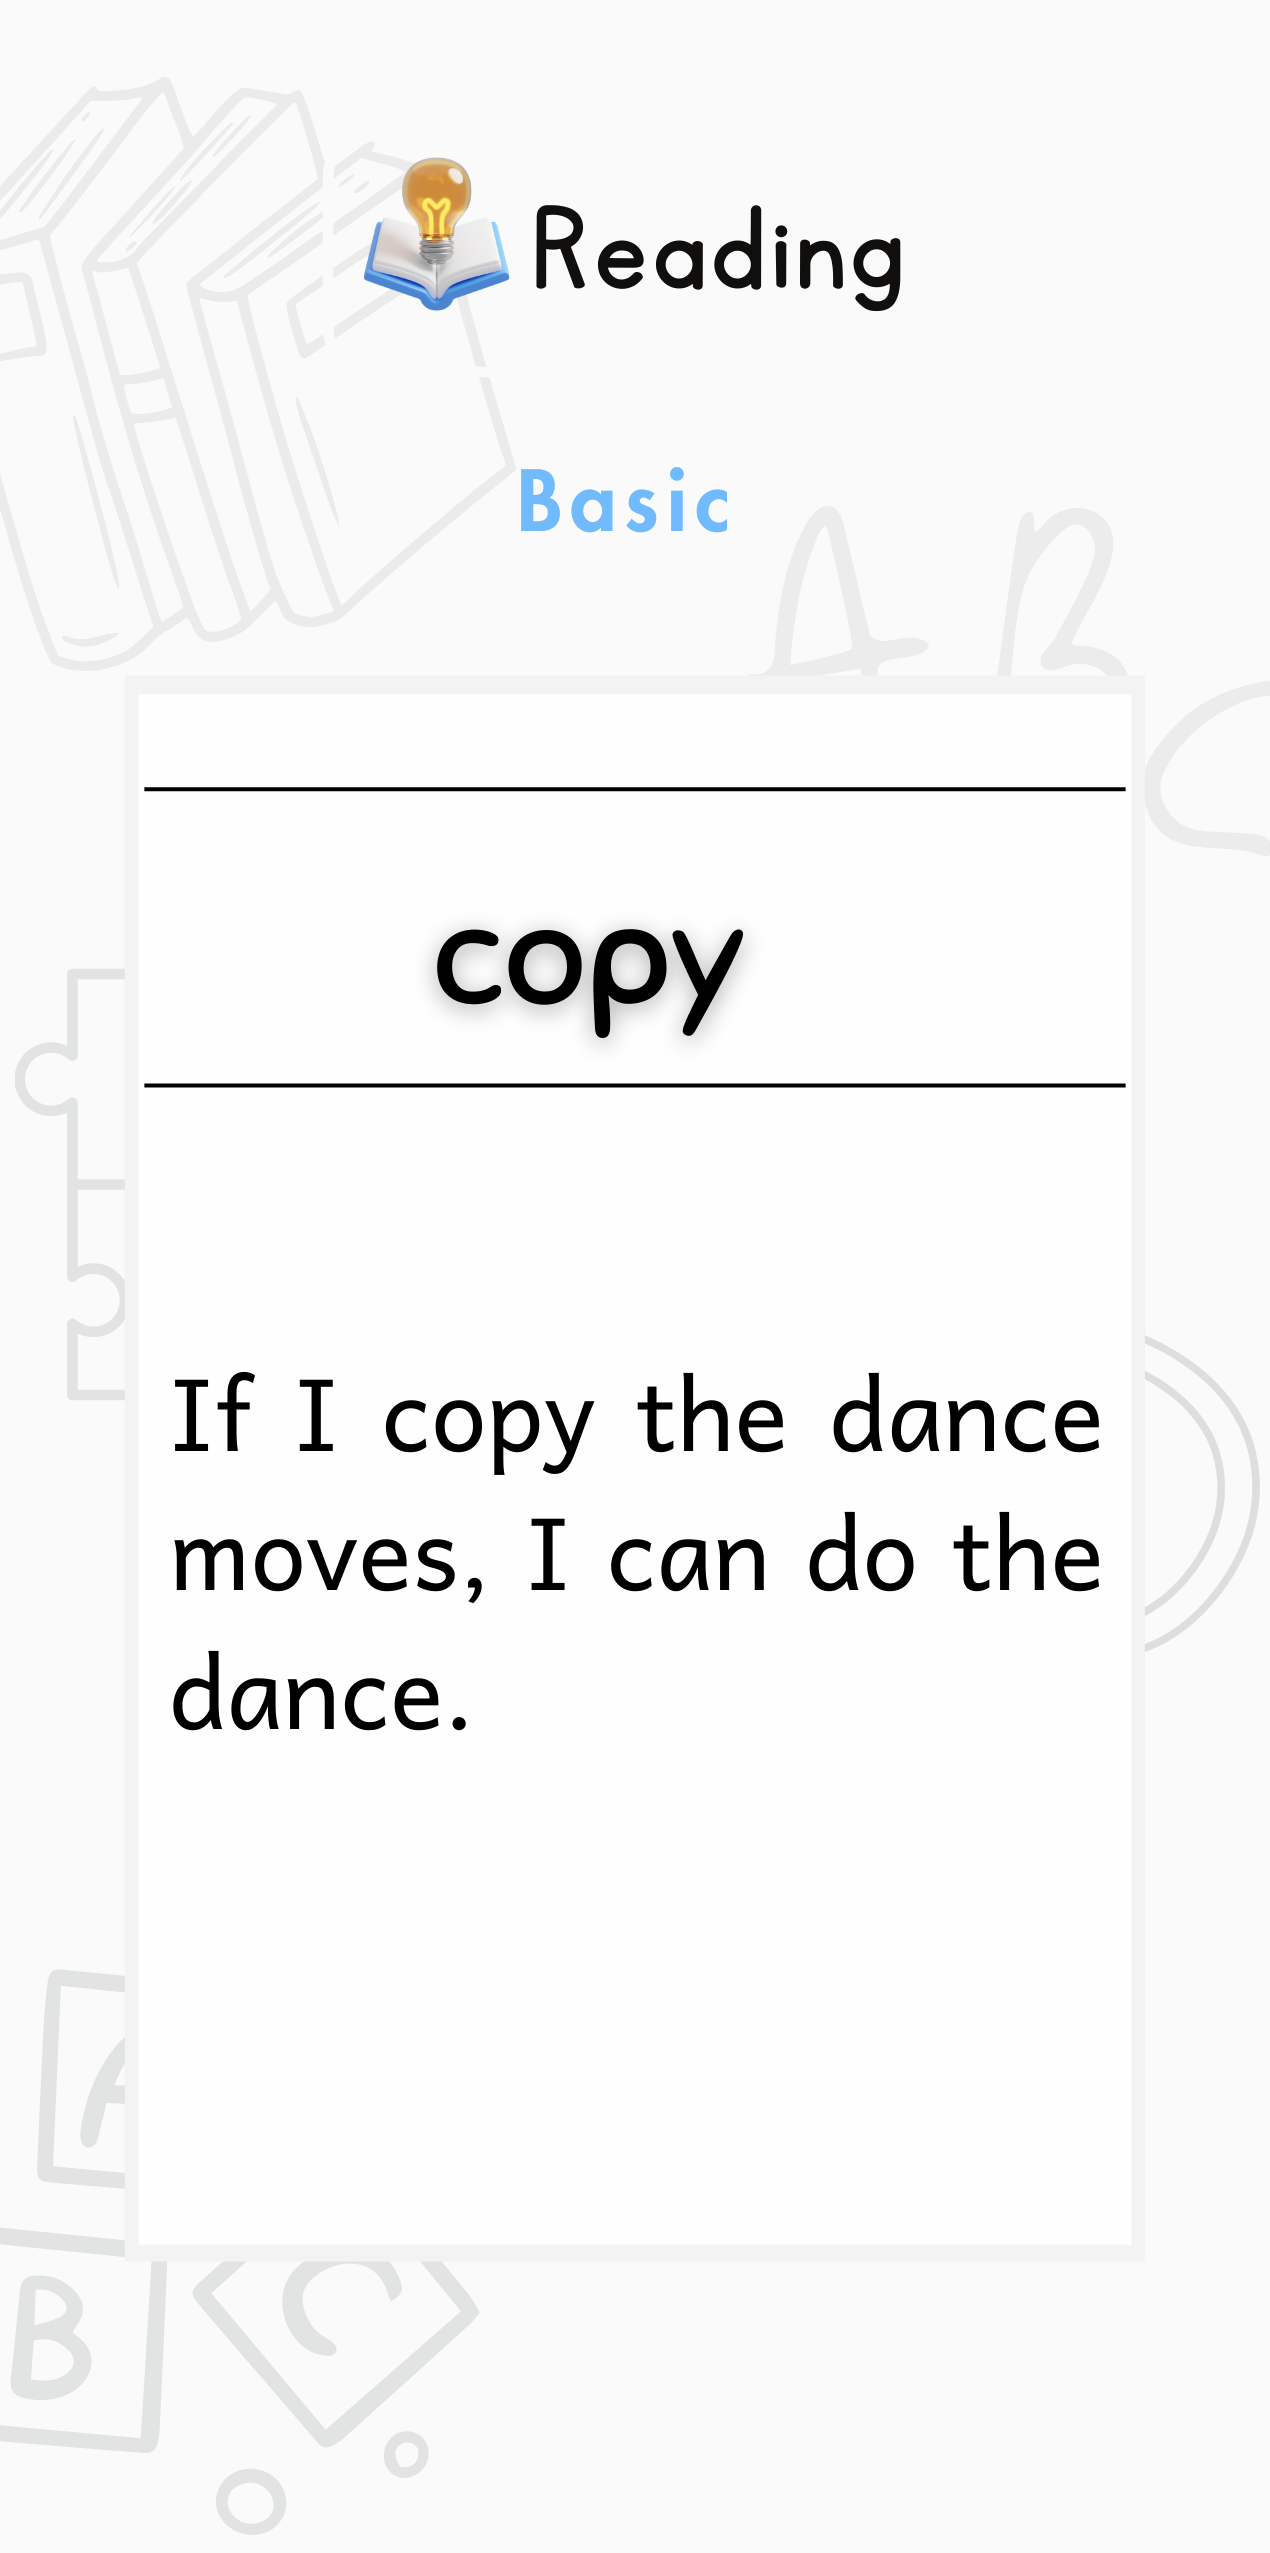 Reading
Basic
A B
C
copy
If I copy the dance
moves, I can do the
dance.
A
B
C